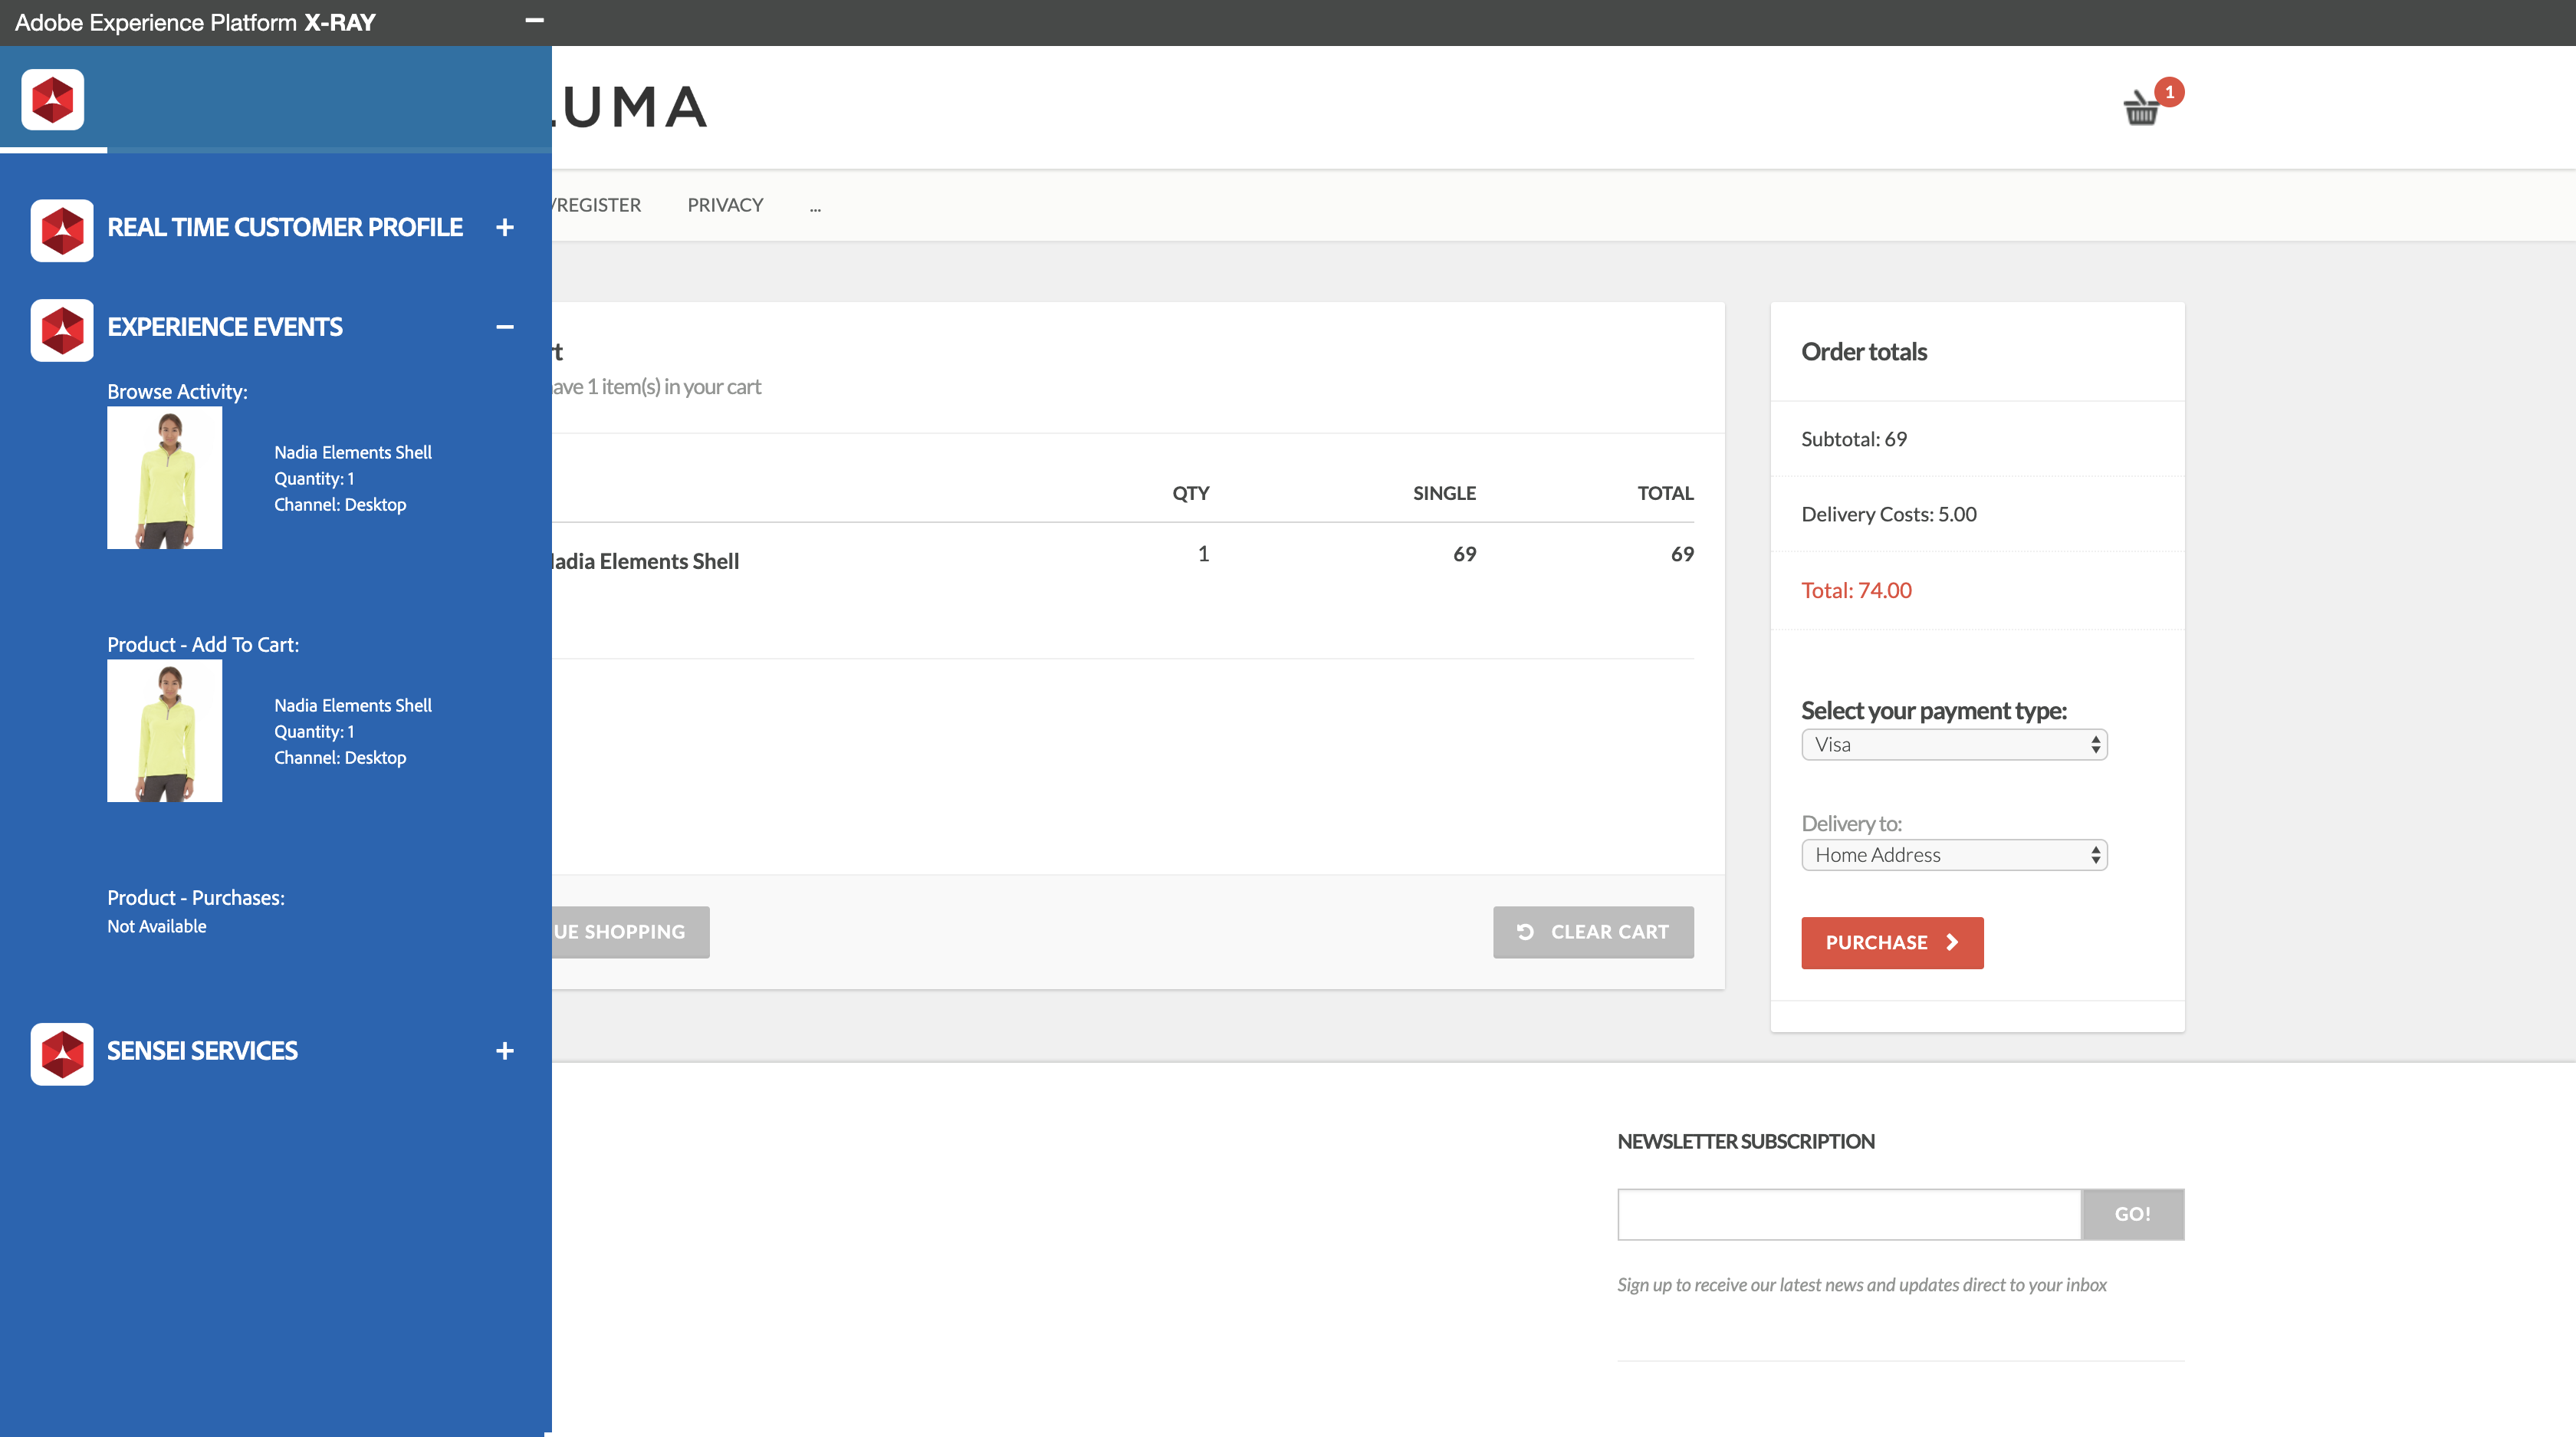 Adobe Experience Platform X-RAY
REAL TIME CUSTOMER PROFILE
EXPERIENCE EVENTS
Browse Activity:
Nadia Elements Shell
Quantity: 1
Channel: Desktop
Product - Add To Cart:
Nadia Elements Shell
Quantity: 1
Channel: Desktop
Product - Purchases:
Not Available
SENSEI SERVICES
UMA
1
/REGISTER PRIVACY ...
rt
ave 1 item(s) in your cart
QTY SINGLE TOTAL
adia Elements Shell 1 69 69
UE SHOPPING CLEAR CART
Order totals
Subtotal: 69
Delivery Costs: 5.00
Total: 74.00
Select your payment type:
Visa
Delivery to:
Home Address
PURCHASE
NEWSLETTER SUBSCRIPTION
GO!
Sign up to receive our latest news and updates direct to your inbox